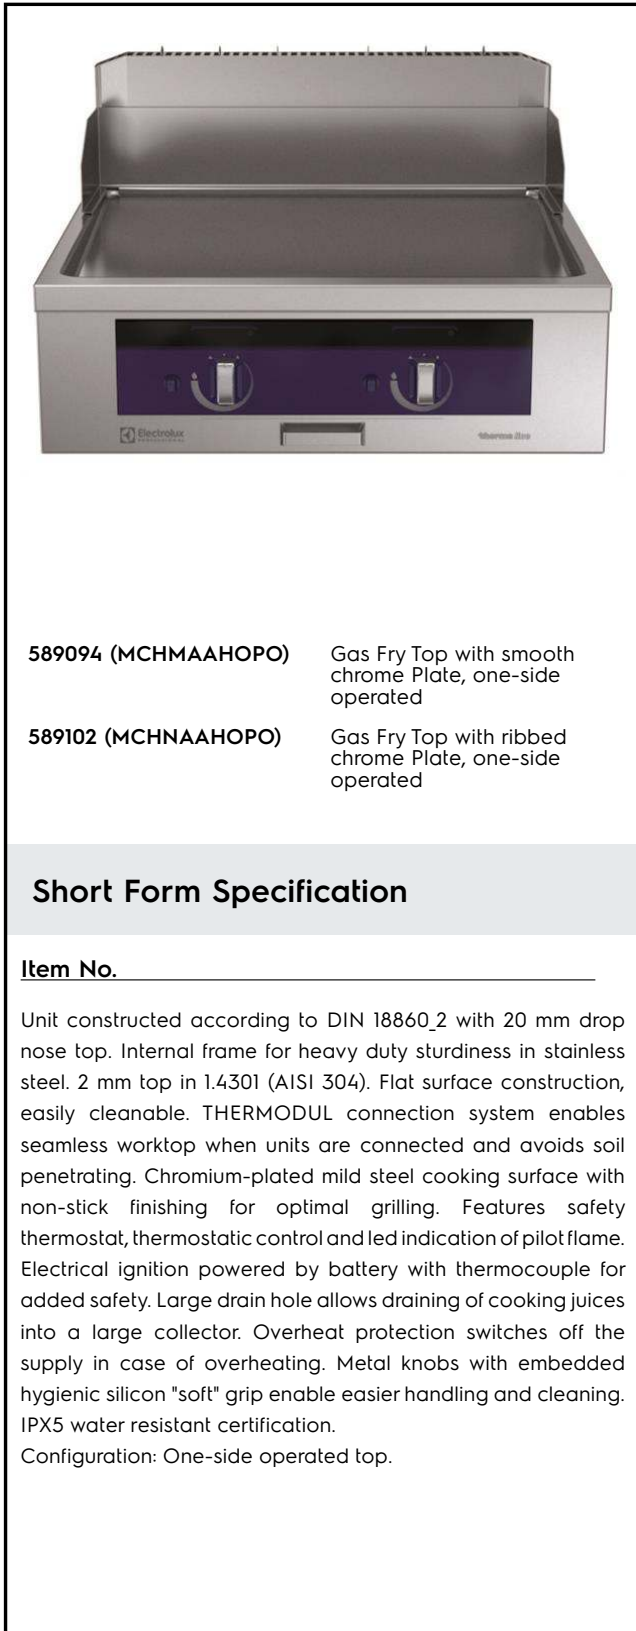 Electrolux
PROFESSIONAL
thermaline
589094 (MCHMAAHOPO)
Gas Fry Top with smooth
chrome Plate, one-side
operated
589102 (MCHNAAHOPO)
Gas Fry Top with ribbed
chrome Plate, one-side
operated
Short Form Specification
Item No.
Unit constructed according to DIN 18860_2 with 20 mm drop
nose top. Internal frame for heavy duty sturdiness in stainless
steel. 2 mm top in 1.4301 (AISI 304). Flat surface construction,
easily cleanable. THERMODUL connection system enables
seamless worktop when units are connected and avoids soil
penetrating. Chromium-plated mild steel cooking surface with
non-stick finishing for optimal grilling. Features safety
thermostat, thermostatic control and led indication of pilot flame.
Electrical ignition powered by battery with thermocouple for
added safety. Large drain hole allows draining of cooking juices
into a large collector. Overheat protection switches off the
supply in case of overheating. Metal knobs with embedded
hygienic silicon "soft" grip enable easier handling and cleaning.
IPX5 water resistant certification.
Configuration: One-side operated top.